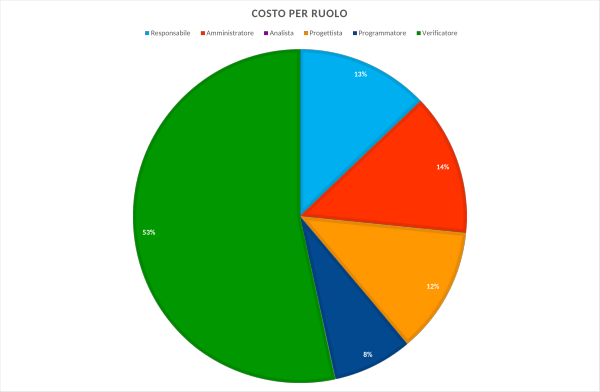 COSTO PER RUOLO
Responsabile Amministratore Analista Progettista Programmatore Verificatore
13%
14%
53%
12%
8%